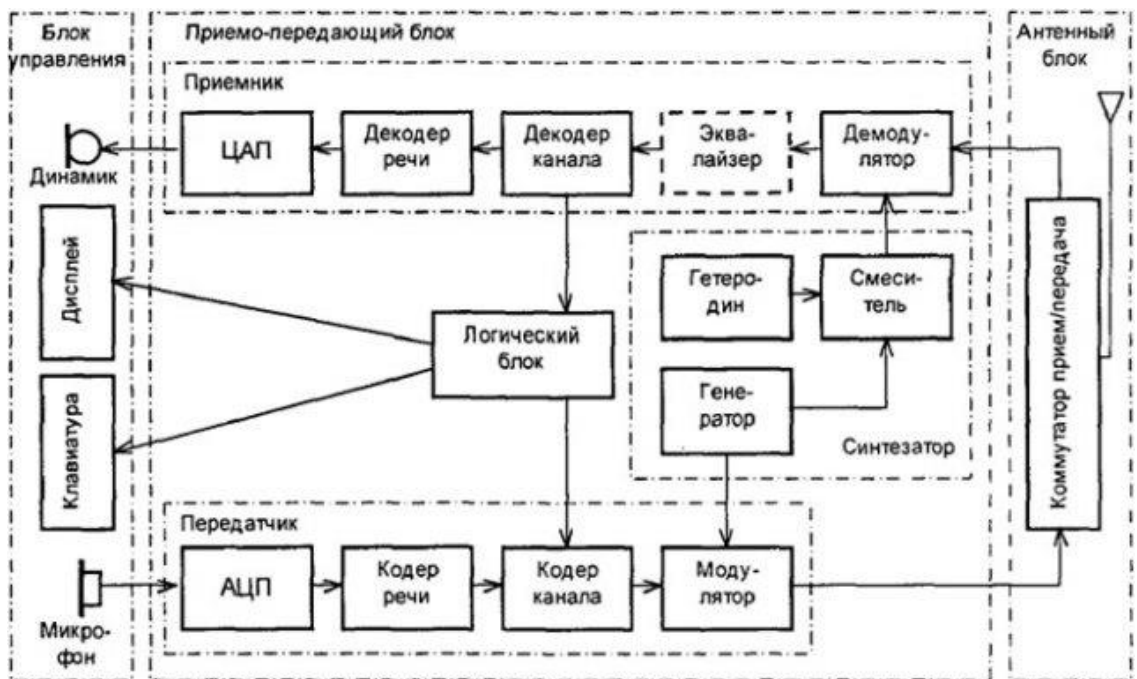 Блок
управления
Приемо-передающий блок
Антенный
блок
Приемник
ЦАП
Декодер
речи
Декодер
канала
Эква-
лайзер
Демоду-
лятор
Динамик
Дисплей
Клавиатура
Логический
блок
Гетеро-
дин
Смеси-
тель
Гене-
ратор
Синтезатор
Коммутатор прием/передача
Передатчик
АЦП
Кодер
речи
Кодер
канала
Моду-
лятор
Микро-
фон